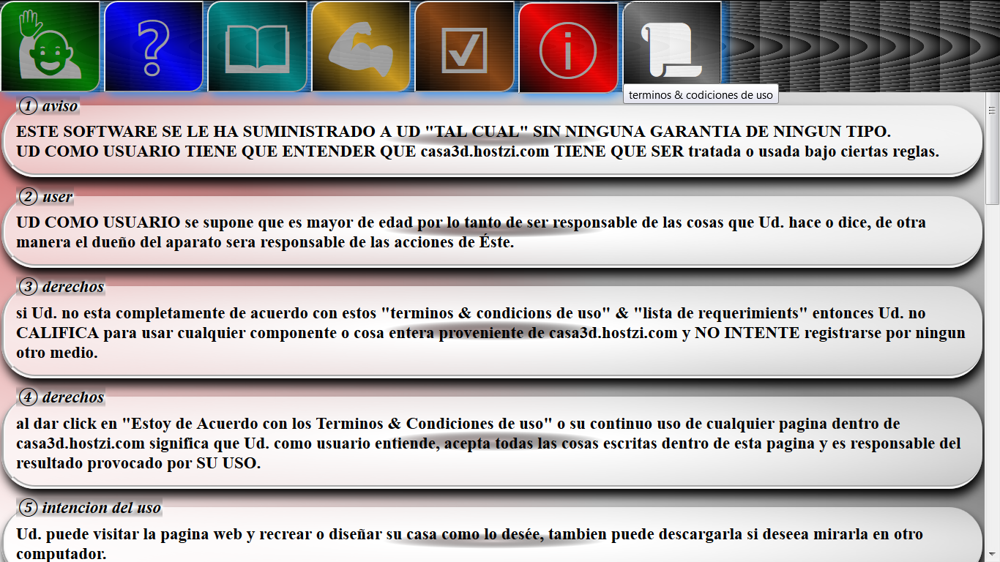 terminos & codiciones de uso
① aviso
ESTE SOFTWARE SE LE HA SUMINISTRADO A UD "TAL CUAL" SIN NINGUNA GARANTIA DE NINGUN TIPO.
UD COMO USUARIO TIENE QUE ENTENDER QUE casa3d.hostzi.com TIENE QUE SER tratada o usada bajo ciertas reglas.
② user
UD COMO USUARIO se supone que es mayor de edad por lo tanto de ser responsable de las cosas que Ud. hace o dice, de otra
manera el dueño del aparato sera responsable de las acciones de Éste.
③ derechos
si Ud. no esta completamente de acuerdo con estos "terminos & condicions de uso" & "lista de requerimients" entonces Ud. no
CALIFICA para usar cualquier componente o cosa entera proveniente de casa3d.hostzi.com y NO INTENTE registrarse por ningun
otro medio.
④ derechos
al dar click en "Estoy de Acuerdo con los Terminos & Condiciones de uso" o su continuo uso de cualquier pagina dentro de
casa3d.hostzi.com significa que Ud. como usuario entiende, acepta todas las cosas escritas dentro de esta pagina y es responsable del
resultado provocado por SU USO.
⑤ intencion del uso
Ud. puede visitar la pagina web y recrear o diseñar su casa como lo desée, tambien puede descargarla si deseea mirarla en otro
computador.